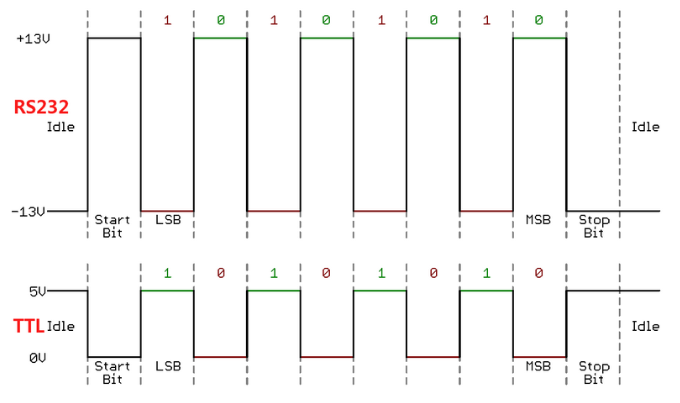 1 0 1 0 1 0 1 0
+13V
RS232
Idle Idle
-13V
Start Bit LSB MSB Stop Bit
1 0 1 0 1 0 1 0
5V
TTL Idle Idle
0V
Start Bit LSB MSB Stop Bit